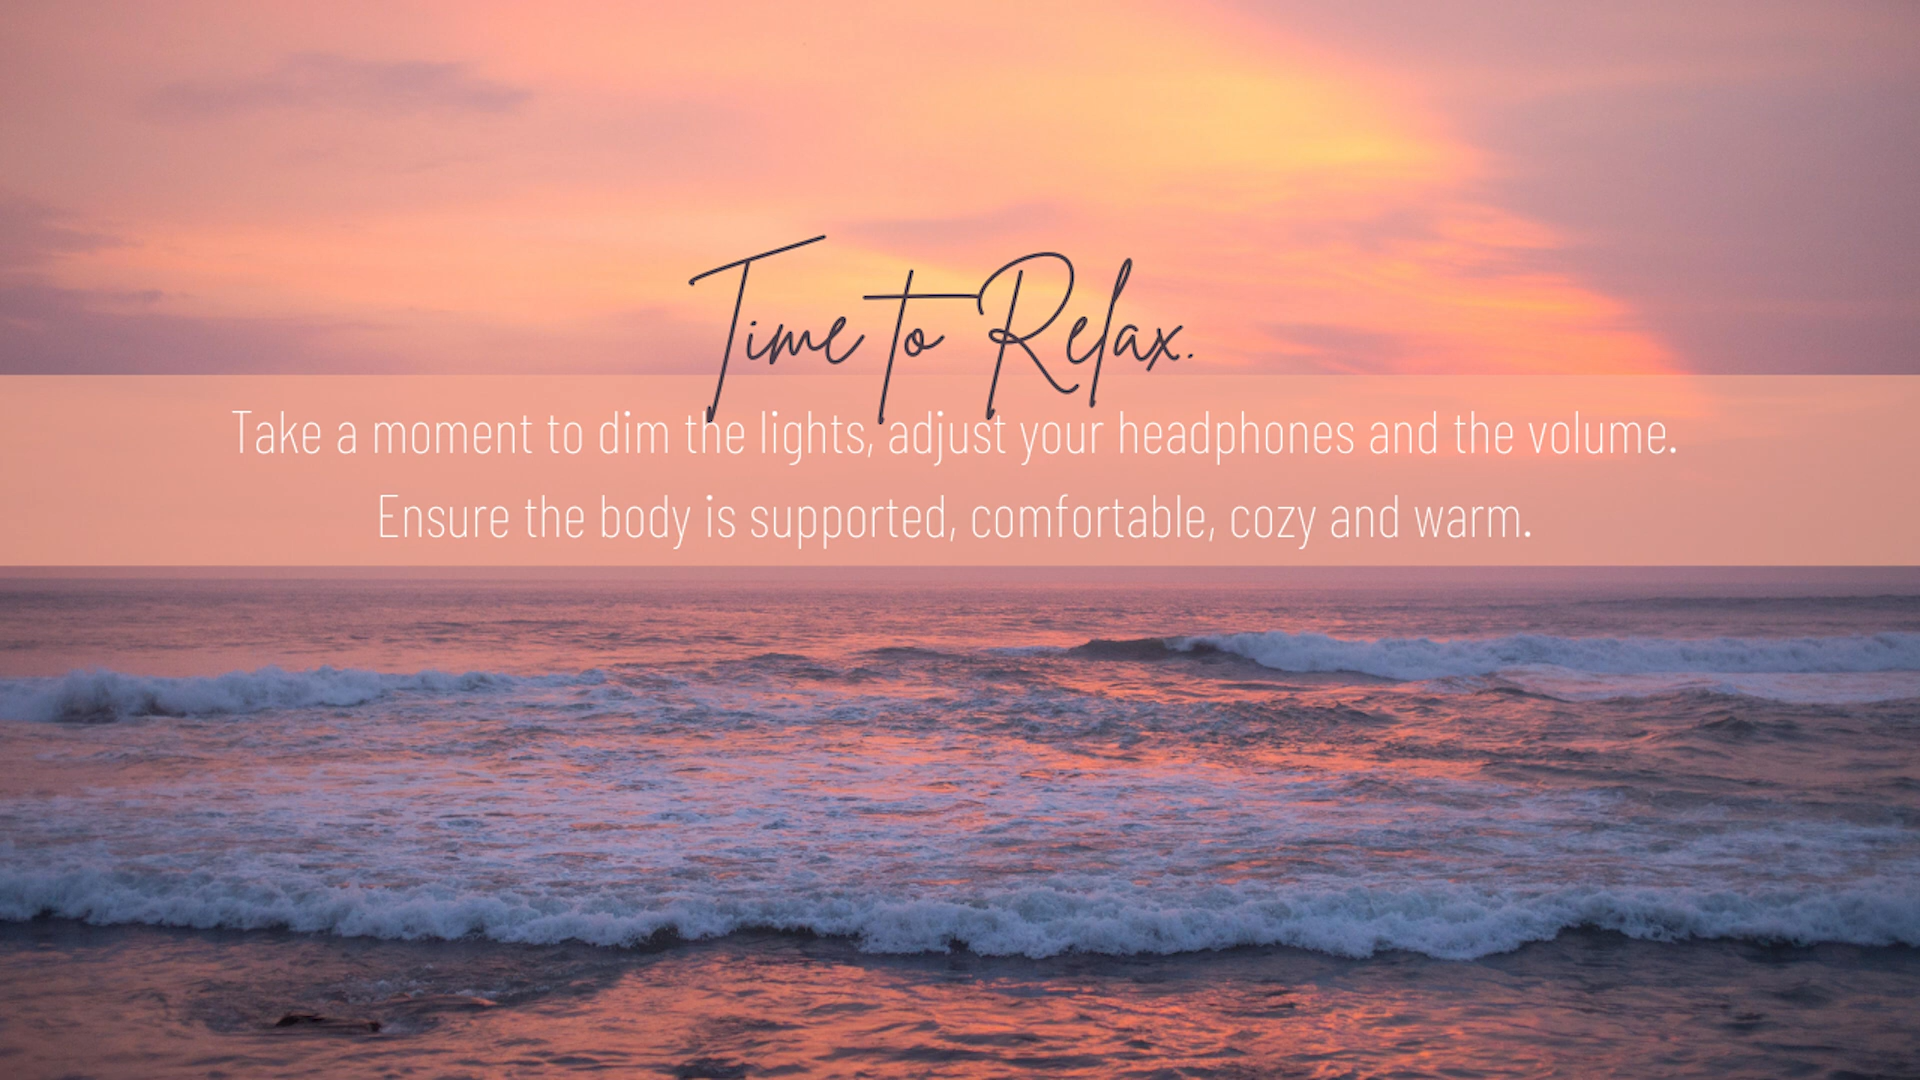 Time to Relax.
Take a moment to dim the lights, adjust your headphones and the volume.
Ensure the body is supported, comfortable, cozy and warm.